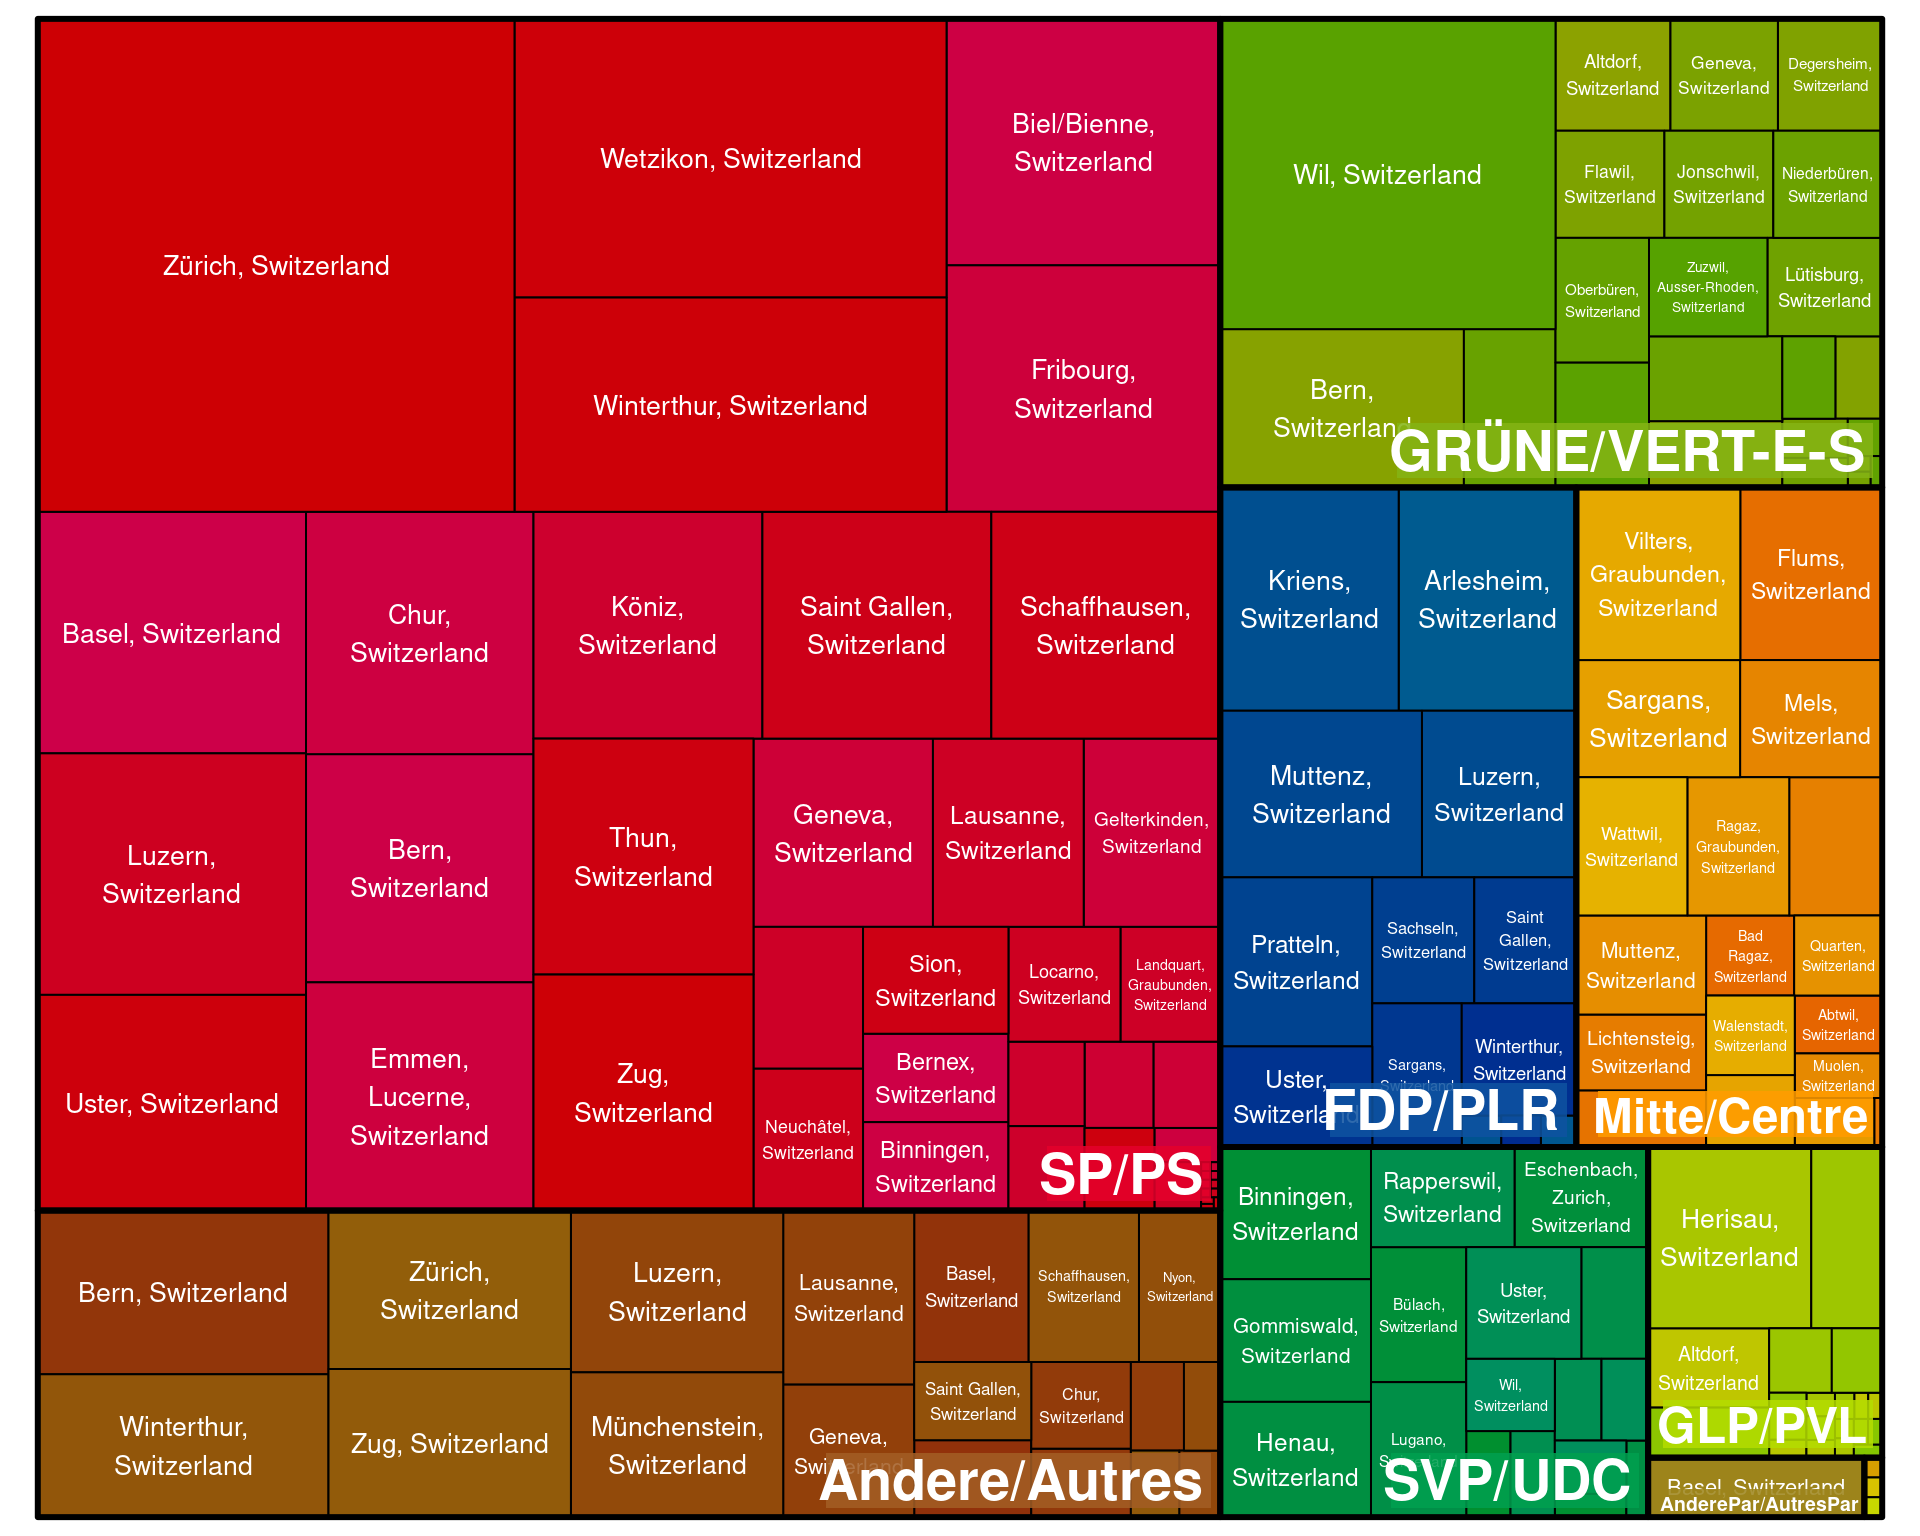 Zürich, Switzerland
Wetzikon, Switzerland
Winterthur, Switzerland
Biel/Bienne,
Switzerland
Fribourg,
Switzerland
Basel, Switzerland
Chur,
Switzerland
Köniz,
Switzerland
Saint Gallen,
Switzerland
Schaffhausen,
Switzerland
Luzern,
Switzerland
Bern,
Switzerland
Thun,
Switzerland
Geneva,
Switzerland
Lausanne,
Switzerland
Gelterkinden,
Switzerland
Uster, Switzerland
Emmen,
Lucerne,
Switzerland
Zug,
Switzerland
Sion,
Switzerland
Locarno,
Switzerland
Landquart,
Graubunden,
Switzerland
Bernex,
Switzerland
Neuchâtel,
Switzerland
Binningen,
Switzerland
SP/PS
Bern, Switzerland
Zürich,
Switzerland
Luzern,
Switzerland
Lausanne,
Switzerland
Basel,
Switzerland
Schaffhausen,
Switzerland
Nyon,
Switzerland
Winterthur,
Switzerland
Zug, Switzerland
Münchenstein,
Switzerland
Geneva,
Switzerland
Saint Gallen,
Switzerland
Chur,
Switzerland
Andere/Autres
Wil, Switzerland
Altdorf,
Switzerland
Geneva,
Switzerland
Degersheim,
Switzerland
Flawil,
Switzerland
Jonschwil,
Switzerland
Niederbüren,
Switzerland
Oberbüren,
Switzerland
Zuzwil,
Ausser-Rhoden,
Switzerland
Lütisburg,
Switzerland
Bern,
Switzerland
GRÜNE/VERT-E-S
Kriens,
Switzerland
Arlesheim,
Switzerland
Muttenz,
Switzerland
Luzern,
Switzerland
Pratteln,
Switzerland
Sachseln,
Switzerland
Saint
Gallen,
Switzerland
Uster,
Switzerland
Sargans,
Switzerland
Winterthur,
Switzerland
FDP/PLR
Vilters,
Graubunden,
Switzerland
Flums,
Switzerland
Sargans,
Switzerland
Mels,
Switzerland
Wattwil,
Switzerland
Ragaz,
Graubunden,
Switzerland
Muttenz,
Switzerland
Bad
Ragaz,
Switzerland
Quarten,
Switzerland
Lichtensteig,
Switzerland
Walenstadt,
Switzerland
Abtwil,
Switzerland
Muolen,
Switzerland
Mitte/Centre
Binningen,
Switzerland
Rapperswil,
Switzerland
Eschenbach,
Zurich,
Switzerland
Gommiswald,
Switzerland
Bülach,
Switzerland
Uster,
Switzerland
Wil,
Switzerland
Henau,
Switzerland
Lugano,
SVP/UDC
Herisau,
Switzerland
Altdorf,
Switzerland
GLP/PVL
Basel, Switzerland
AnderePar/AutresPar